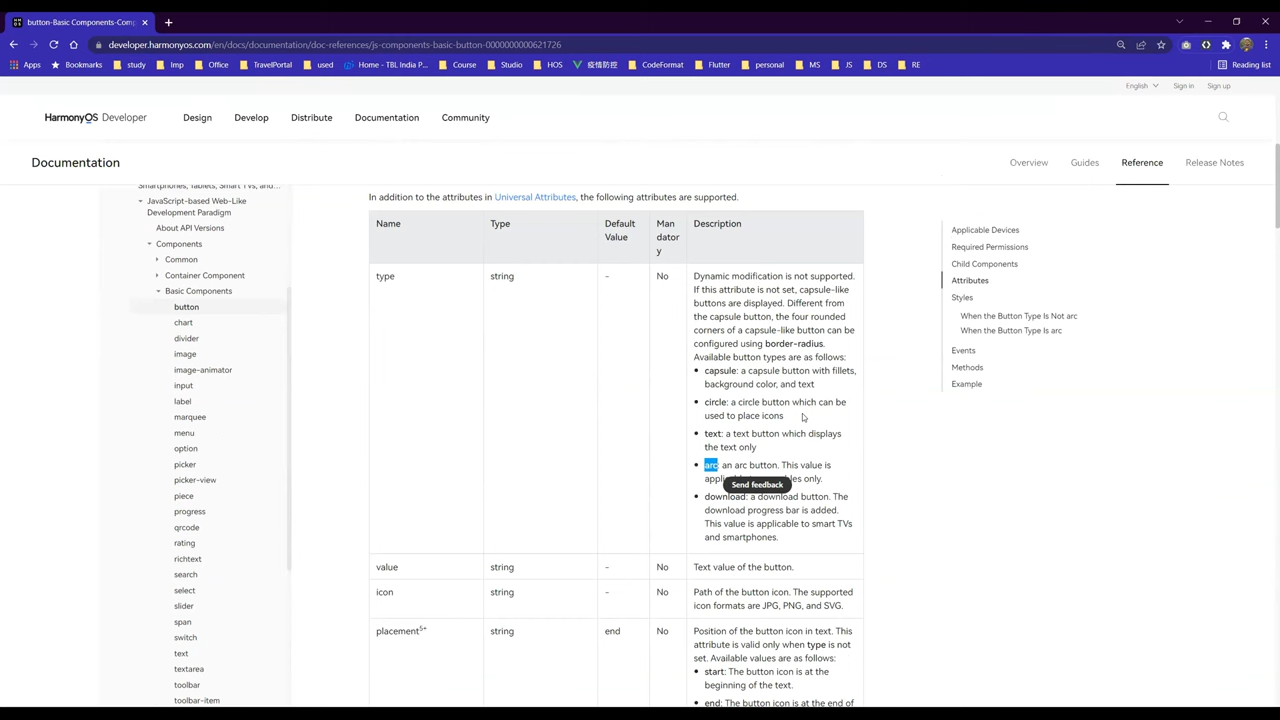 button-Basic Components-Com
developer.harmonyos.com/en/docs/documentation/doc-references/js-components-basic-button-0000000000621726
Apps Bookmarks study Imp Office TravelPortal used Home - TBL India P... Course Studio HOS 疫情防控 CodeFormat Flutter personal MS JS DS RE Reading list
English Sign in Sign up
HarmonyOS Developer Design Develop Distribute Documentation Community
Documentation Overview Guides Reference Release Notes
Smartphones, Tablets, Smart TVs, and...
JavaScript-based Web-Like
Development Paradigm
About API Versions
Components
Common
Container Component
Basic Components
button
chart
divider
image
image-animator
input
label
marquee
menu
option
picker
picker-view
piece
progress
qrcode
rating
richtext
search
select
slider
span
switch
text
textarea
toolbar
toolbar-item
In addition to the attributes in Universal Attributes, the following attributes are supported.
Name Type Default Value Mandatory Description
type string - No Dynamic modification is not supported.
If this attribute is not set, capsule-like
buttons are displayed. Different from
the capsule button, the four rounded
corners of a capsule-like button can be
configured using border-radius.
Available button types are as follows:
capsule: a capsule button with fillets,
background color, and text
circle: a circle button which can be
used to place icons
text: a text button which displays
the text only
arc: an arc button. This value is
only.
Send feedback
download: a download button. The
download progress bar is added.
This value is applicable to smart TVs
and smartphones.
value string - No Text value of the button.
icon string - No Path of the button icon. The supported
icon formats are JPG, PNG, and SVG.
placement5+ string end No Position of the button icon in text. This
attribute is valid only when type is not
set. Available values are as follows:
start: The button icon is at the
beginning of the text.
end: The button icon is at the end of
Applicable Devices
Required Permissions
Child Components
Attributes
Styles
When the Button Type Is Not arc
When the Button Type Is arc
Events
Methods
Example